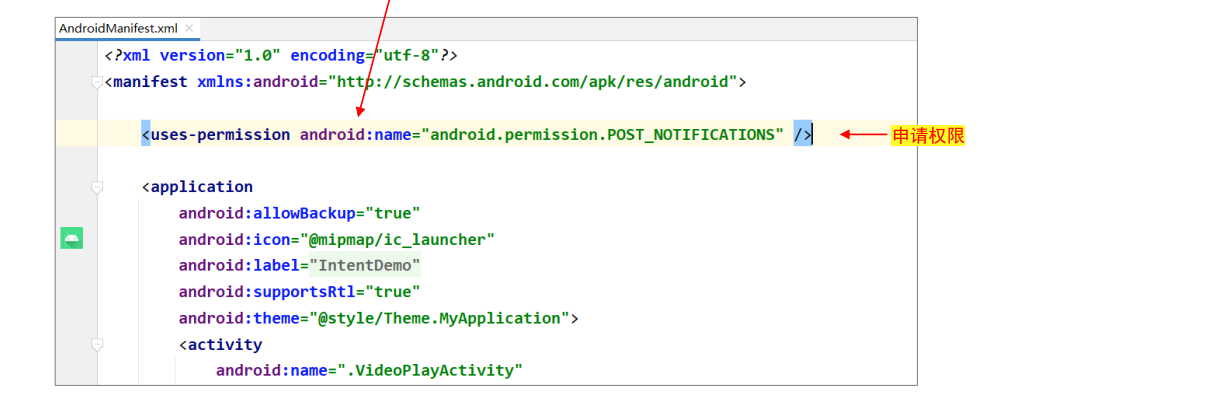 AndroidManifest.xml
<?xml version="1.0" encoding="utf-8"?>
<manifest xmlns:android="http://schemas.android.com/apk/res/android">
<uses-permission android:name="android.permission.POST_NOTIFICATIONS" /> 申请权限
<application
android:allowBackup="true"
android:icon="@mipmap/ic_launcher"
android:label="IntentDemo"
android:supportsRtl="true"
android:theme="@style/Theme.MyApplication">
<activity
android:name=".VideoPlayActivity"